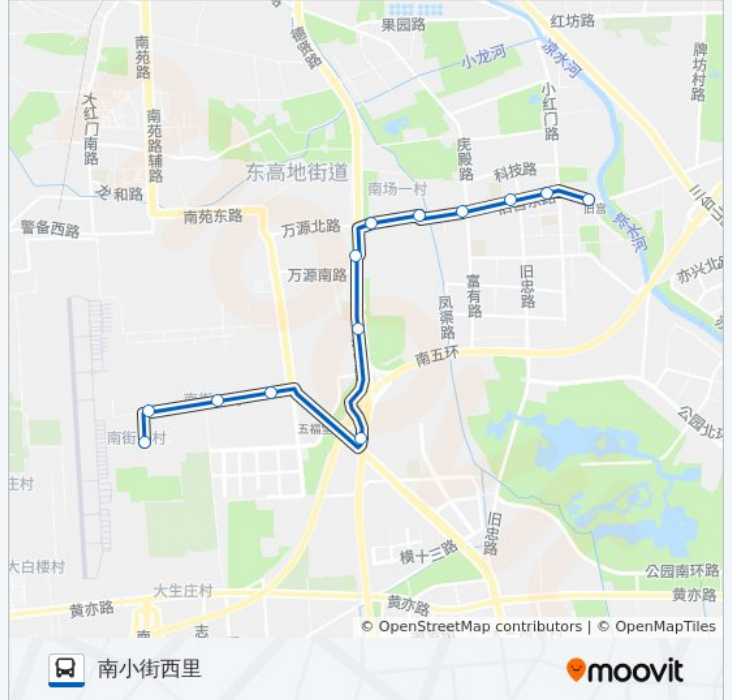 果园路
红坊路
南苑路
德贤路
小龙河
凉水河
牌坊村路
大红门南路
南苑路辅路
小红门路
庑殿路
科技路
东高地街道
南场一村
和路
旧宫
警备西路
南苑东路
万源北路
凉水河
万源南路
富有路
旧忠路
凤渠路
亦兴北路
南五环
南街 村
五福堂
公园北环
庄村
旧忠路
横十三路
大白楼村
大生庄村
公园南环路
黄亦路
黄亦路
黄亦路
南
志
© OpenStreetMap contributors | © OpenMapTiles
南小街西里
moovit